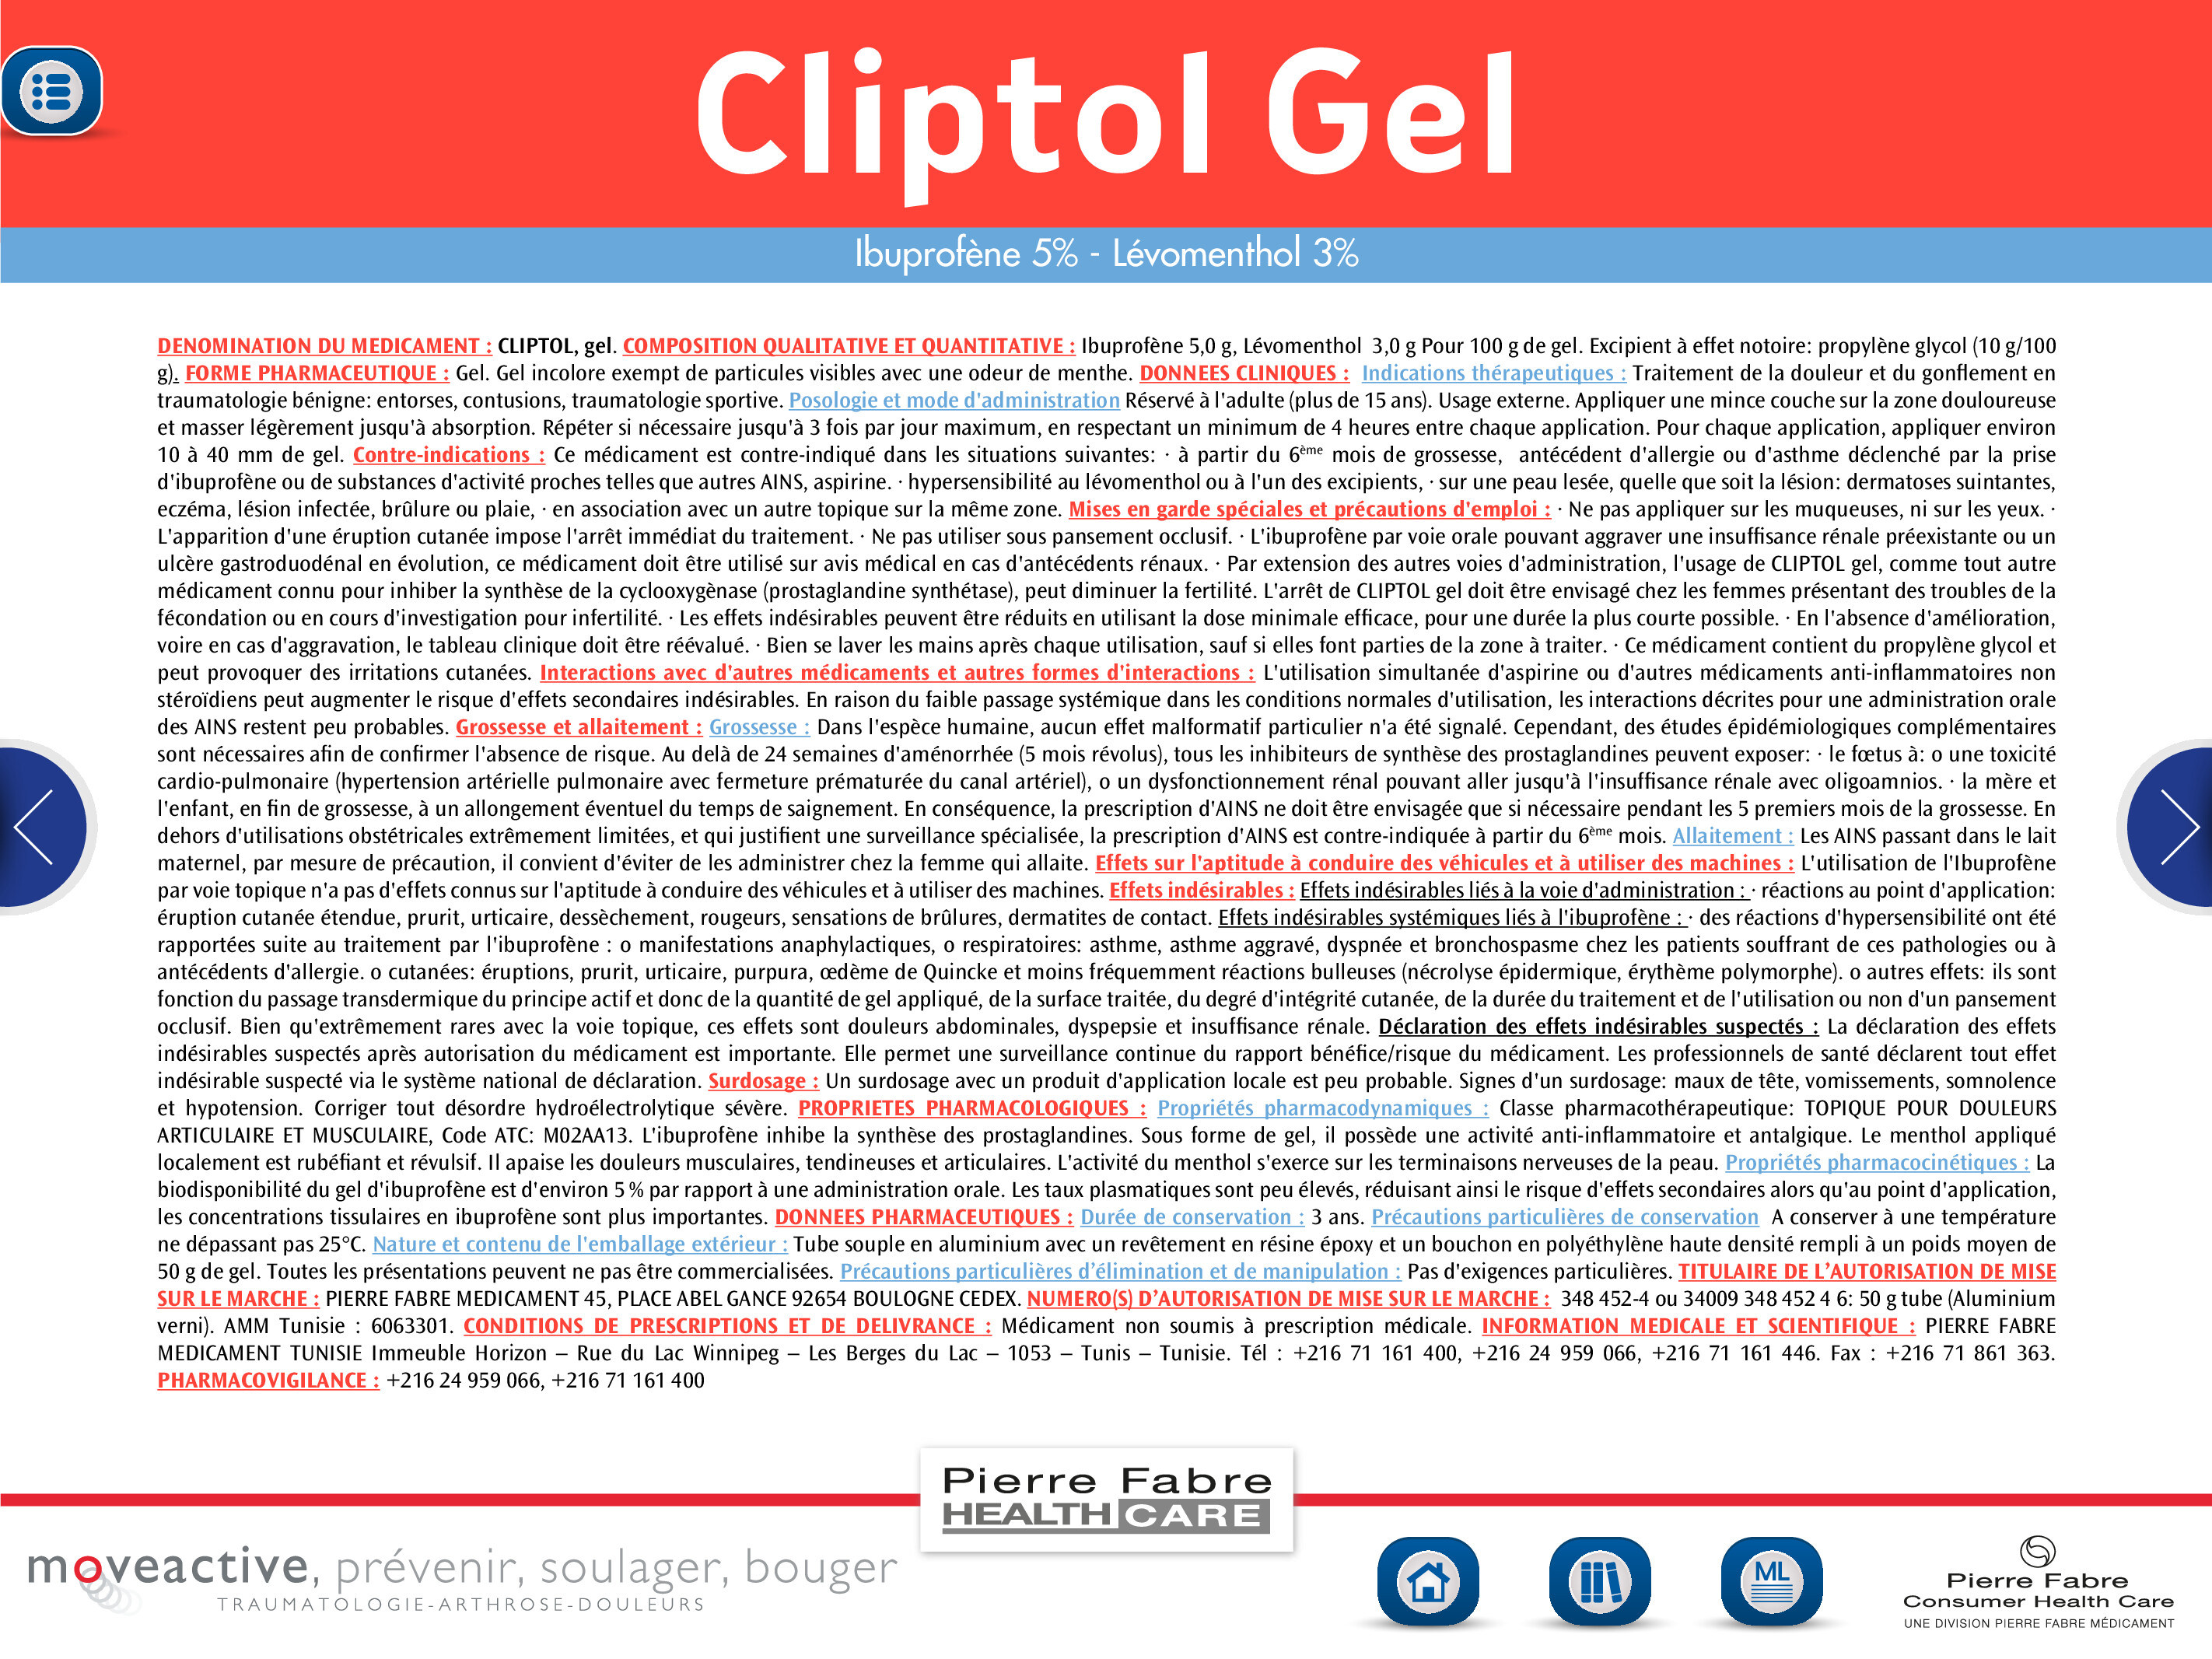 Cliptol Gel
Ibuprofène 5% - Lévomenthol 3%
DENOMINATION DU MEDICAMENT : CLIPTOL, gel. COMPOSITION QUALITATIVE ET QUANTITATIVE : Ibuprofène 5,0 g, Lévomenthol 3,0 g Pour 100 g de gel. Excipient à effet notoire: propylène glycol (10 g/100
g). FORME PHARMACEUTIQUE : Gel. Gel incolore exempt de particules visibles avec une odeur de menthe. DONNEES CLINIQUES : Indications thérapeutiques : Traitement de la douleur et du gonflement en
traumatologie bénigne: entorses, contusions, traumatologie sportive. Posologie et mode d'administration Réservé à l'adulte (plus de 15 ans). Usage externe. Appliquer une mince couche sur la zone douloureuse
et masser légèrement jusqu'à absorption. Répéter si nécessaire jusqu'à 3 fois par jour maximum, en respectant un minimum de 4 heures entre chaque application. Pour chaque application, appliquer environ
10 à 40 mm de gel. Contre-indications : Ce médicament est contre-indiqué dans les situations suivantes: · à partir du 6ème mois de grossesse, antécédent d'allergie ou d'asthme déclenché par la prise
d'ibuprofène ou de substances d'activité proches telles que autres AINS, aspirine. · hypersensibilité au lévomenthol ou à l'un des excipients, · sur une peau lesée, quelle que soit la lésion: dermatoses suintantes,
eczéma, lésion infectée, brûlure ou plaie, · en association avec un autre topique sur la même zone. Mises en garde spéciales et précautions d'emploi : · Ne pas appliquer sur les muqueuses, ni sur les yeux. ·
L'apparition d'une éruption cutanée impose l'arrêt immédiat du traitement. · Ne pas utiliser sous pansement occlusif. · L'ibuprofène par voie orale pouvant aggraver une insuffisance rénale préexistante ou un
ulcère gastroduodénal en évolution, ce médicament doit être utilisé sur avis médical en cas d'antécédents rénaux. · Par extension des autres voies d'administration, l'usage de CLIPTOL gel, comme tout autre
médicament connu pour inhiber la synthèse de la cyclooxygènase (prostaglandine synthétase), peut diminuer la fertilité. L'arrêt de CLIPTOL gel doit être envisagé chez les femmes présentant des troubles de la
fécondation ou en cours d'investigation pour infertilité. · Les effets indésirables peuvent être réduits en utilisant la dose minimale efficace, pour une durée la plus courte possible. · En l'absence d'amélioration,
voire en cas d'aggravation, le tableau clinique doit être réévalué. · Bien se laver les mains après chaque utilisation, sauf si elles font parties de la zone à traiter. · Ce médicament contient du propylène glycol et
peut provoquer des irritations cutanées. Interactions avec d'autres médicaments et autres formes d'interactions : L'utilisation simultanée d'aspirine ou d'autres médicaments anti-inflammatoires non
stéroïdiens peut augmenter le risque d'effets secondaires indésirables. En raison du faible passage systémique dans les conditions normales d'utilisation, les interactions décrites pour une administration orale
des AINS restent peu probables. Grossesse et allaitement : Grossesse : Dans l'espèce humaine, aucun effet malformatif particulier n'a été signalé. Cependant, des études épidémiologiques complémentaires
sont nécessaires afin de confirmer l'absence de risque. Au delà de 24 semaines d'aménorrhée (5 mois révolus), tous les inhibiteurs de synthèse des prostaglandines peuvent exposer: · le fœtus à: o une toxicité
cardio-pulmonaire (hypertension artérielle pulmonaire avec fermeture prématurée du canal artériel), o un dysfonctionnement rénal pouvant aller jusqu'à l'insuffisance rénale avec oligoamnios. · la mère et
l'enfant, en fin de grossesse, à un allongement éventuel du temps de saignement. En conséquence, la prescription d'AINS ne doit être envisagée que si nécessaire pendant les 5 premiers mois de la grossesse. En
dehors d'utilisations obstétricales extrêmement limitées, et qui justifient une surveillance spécialisée, la prescription d'AINS est contre-indiquée à partir du 6ème mois. Allaitement : Les AINS passant dans le lait
maternel, par mesure de précaution, il convient d'éviter de les administrer chez la femme qui allaite. Effets sur l'aptitude à conduire des véhicules et à utiliser des machines : L'utilisation de l'Ibuprofène
par voie topique n'a pas d'effets connus sur l'aptitude à conduire des véhicules et à utiliser des machines. Effets indésirables : Effets indésirables liés à la voie d'administration : · réactions au point d'application:
éruption cutanée étendue, prurit, urticaire, dessèchement, rougeurs, sensations de brûlures, dermatites de contact. Effets indésirables systémiques liés à l'ibuprofène : · des réactions d'hypersensibilité ont été
rapportées suite au traitement par l'ibuprofène : o manifestations anaphylactiques, o respiratoires: asthme, asthme aggravé, dyspnée et bronchospasme chez les patients souffrant de ces pathologies ou à
antécédents d'allergie. o cutanées: éruptions, prurit, urticaire, purpura, œdème de Quincke et moins fréquemment réactions bulleuses (nécrolyse épidermique, érythème polymorphe). o autres effets: ils sont
fonction du passage transdermique du principe actif et donc de la quantité de gel appliqué, de la surface traitée, du degré d'intégrité cutanée, de la durée du traitement et de l'utilisation ou non d'un pansement
occlusif. Bien qu'extrêmement rares avec la voie topique, ces effets sont douleurs abdominales, dyspepsie et insuffisance rénale. Déclaration des effets indésirables suspectés : La déclaration des effets
indésirables suspectés après autorisation du médicament est importante. Elle permet une surveillance continue du rapport bénéfice/risque du médicament. Les professionnels de santé déclarent tout effet
indésirable suspecté via le système national de déclaration. Surdosage : Un surdosage avec un produit d'application locale est peu probable. Signes d'un surdosage: maux de tête, vomissements, somnolence
et hypotension. Corriger tout désordre hydroélectrolytique sévère. PROPRIETES PHARMACOLOGIQUES : Propriétés pharmacodynamiques : Classe pharmacothérapeutique: TOPIQUE POUR DOULEURS
ARTICULAIRE ET MUSCULAIRE, Code ATC: M02AA13. L'ibuprofène inhibe la synthèse des prostaglandines. Sous forme de gel, il possède une activité anti-inflammatoire et antalgique. Le menthol appliqué
localement est rubéfiant et révulsif. Il apaise les douleurs musculaires, tendineuses et articulaires. L'activité du menthol s'exerce sur les terminaisons nerveuses de la peau. Propriétés pharmacocinétiques : La
biodisponibilité du gel d'ibuprofène est d'environ 5 % par rapport à une administration orale. Les taux plasmatiques sont peu élevés, réduisant ainsi le risque d'effets secondaires alors qu'au point d'application,
les concentrations tissulaires en ibuprofène sont plus importantes. DONNEES PHARMACEUTIQUES : Durée de conservation : 3 ans. Précautions particulières de conservation A conserver à une température
ne dépassant pas 25°C. Nature et contenu de l'emballage extérieur : Tube souple en aluminium avec un revêtement en résine époxy et un bouchon en polyéthylène haute densité rempli à un poids moyen de
50 g de gel. Toutes les présentations peuvent ne pas être commercialisées. Précautions particulières d’élimination et de manipulation : Pas d'exigences particulières. TITULAIRE DE L’AUTORISATION DE MISE
SUR LE MARCHE : PIERRE FABRE MEDICAMENT 45, PLACE ABEL GANCE 92654 BOULOGNE CEDEX. NUMERO(S) D’AUTORISATION DE MISE SUR LE MARCHE : 348 452-4 ou 34009 348 452 4 6: 50 g tube (Aluminium
verni). AMM Tunisie : 6063301. CONDITIONS DE PRESCRIPTIONS ET DE DELIVRANCE : Médicament non soumis à prescription médicale. INFORMATION MEDICALE ET SCIENTIFIQUE : PIERRE FABRE
MEDICAMENT TUNISIE Immeuble Horizon – Rue du Lac Winnipeg – Les Berges du Lac – 1053 – Tunis – Tunisie. Tél : +216 71 161 400, +216 24 959 066, +216 71 161 446. Fax : +216 71 861 363.
PHARMACOVIGILANCE : +216 24 959 066, +216 71 161 400
Pierre Fabre
HEALTH CARE
moveactive, prévenir, soulager, bouger
TRAUMATOLOGIE-ARTHROSE-DOULEURS
ML
Pierre Fabre
Consumer Health Care
UNE DIVISION PIERRE FABRE MÉDICAMENT